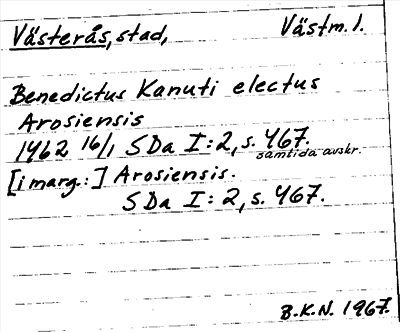 Västerås, stad, Västm. l.
Benedictus Kanuti electus
Arosiensis
1462 16/1 SDa I:2, s. 467.
samtida avskr.
[i marg.:] Arosiensis.
SDa I:2, s. 467.
B.K.N. 1967.